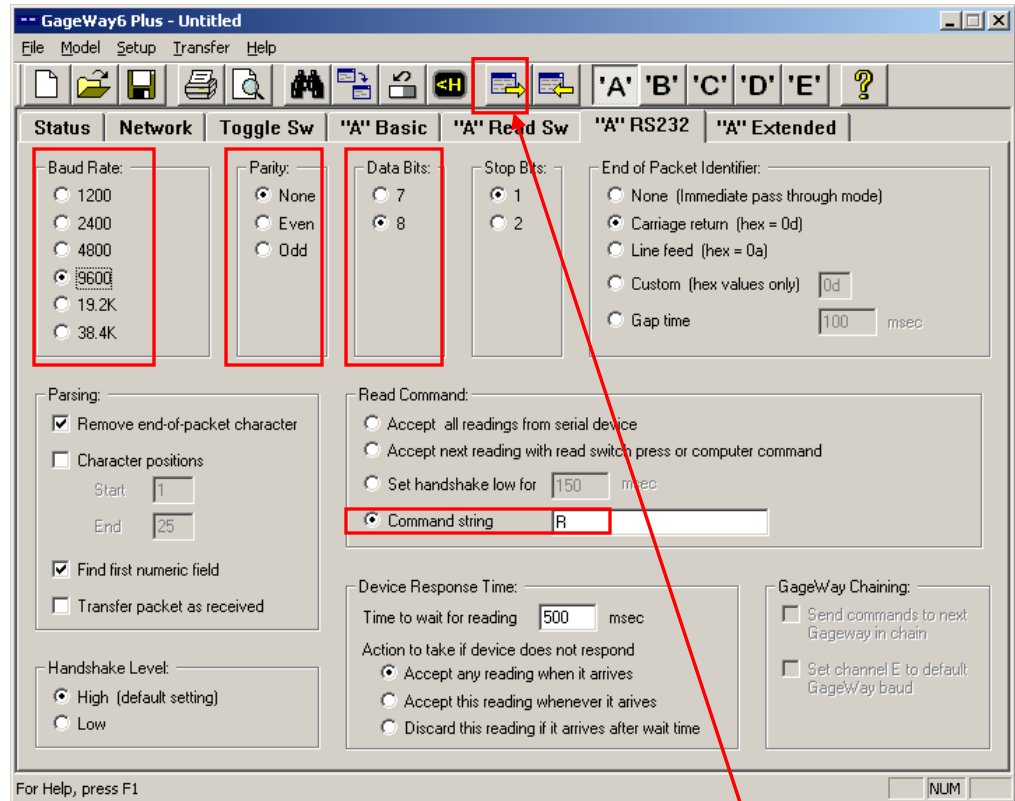 GageWay6 Plus - Untitled
File Model Setup Transfer Help
<H 'A' 'B' 'C' 'D' 'E' ?
Status Network Toggle Sw "A" Basic "A" Read Sw "A" RS232 "A" Extended
Baud Rate:
1200
2400
4800
9600
19.2K
38.4K
Parity:
None
Even
Odd
Data Bits:
7
8
Stop Bits:
1
2
End of Packet Identifier:
None (Immediate pass through mode)
Carriage return (hex = 0d)
Line feed (hex = 0a)
Custom (hex values only) 0d
Gap time 100 msec
Parsing:
Remove end-of-packet character
Character positions
Start 1
End 25
Find first numeric field
Transfer packet as received
Read Command:
Accept all readings from serial device
Accept next reading with read switch press or computer command
Set handshake low for 150 msec
Command string R
Handshake Level:
High (default setting)
Low
Device Response Time:
Time to wait for reading 500 msec
Action to take if device does not respond
Accept any reading when it arrives
Accept this reading whenever it arives
Discard this reading if it arrives after wait time
GageWay Chaining:
Send commands to next
Gageway in chain
Set channel E to default
GageWay baud
For Help, press F1 NUM